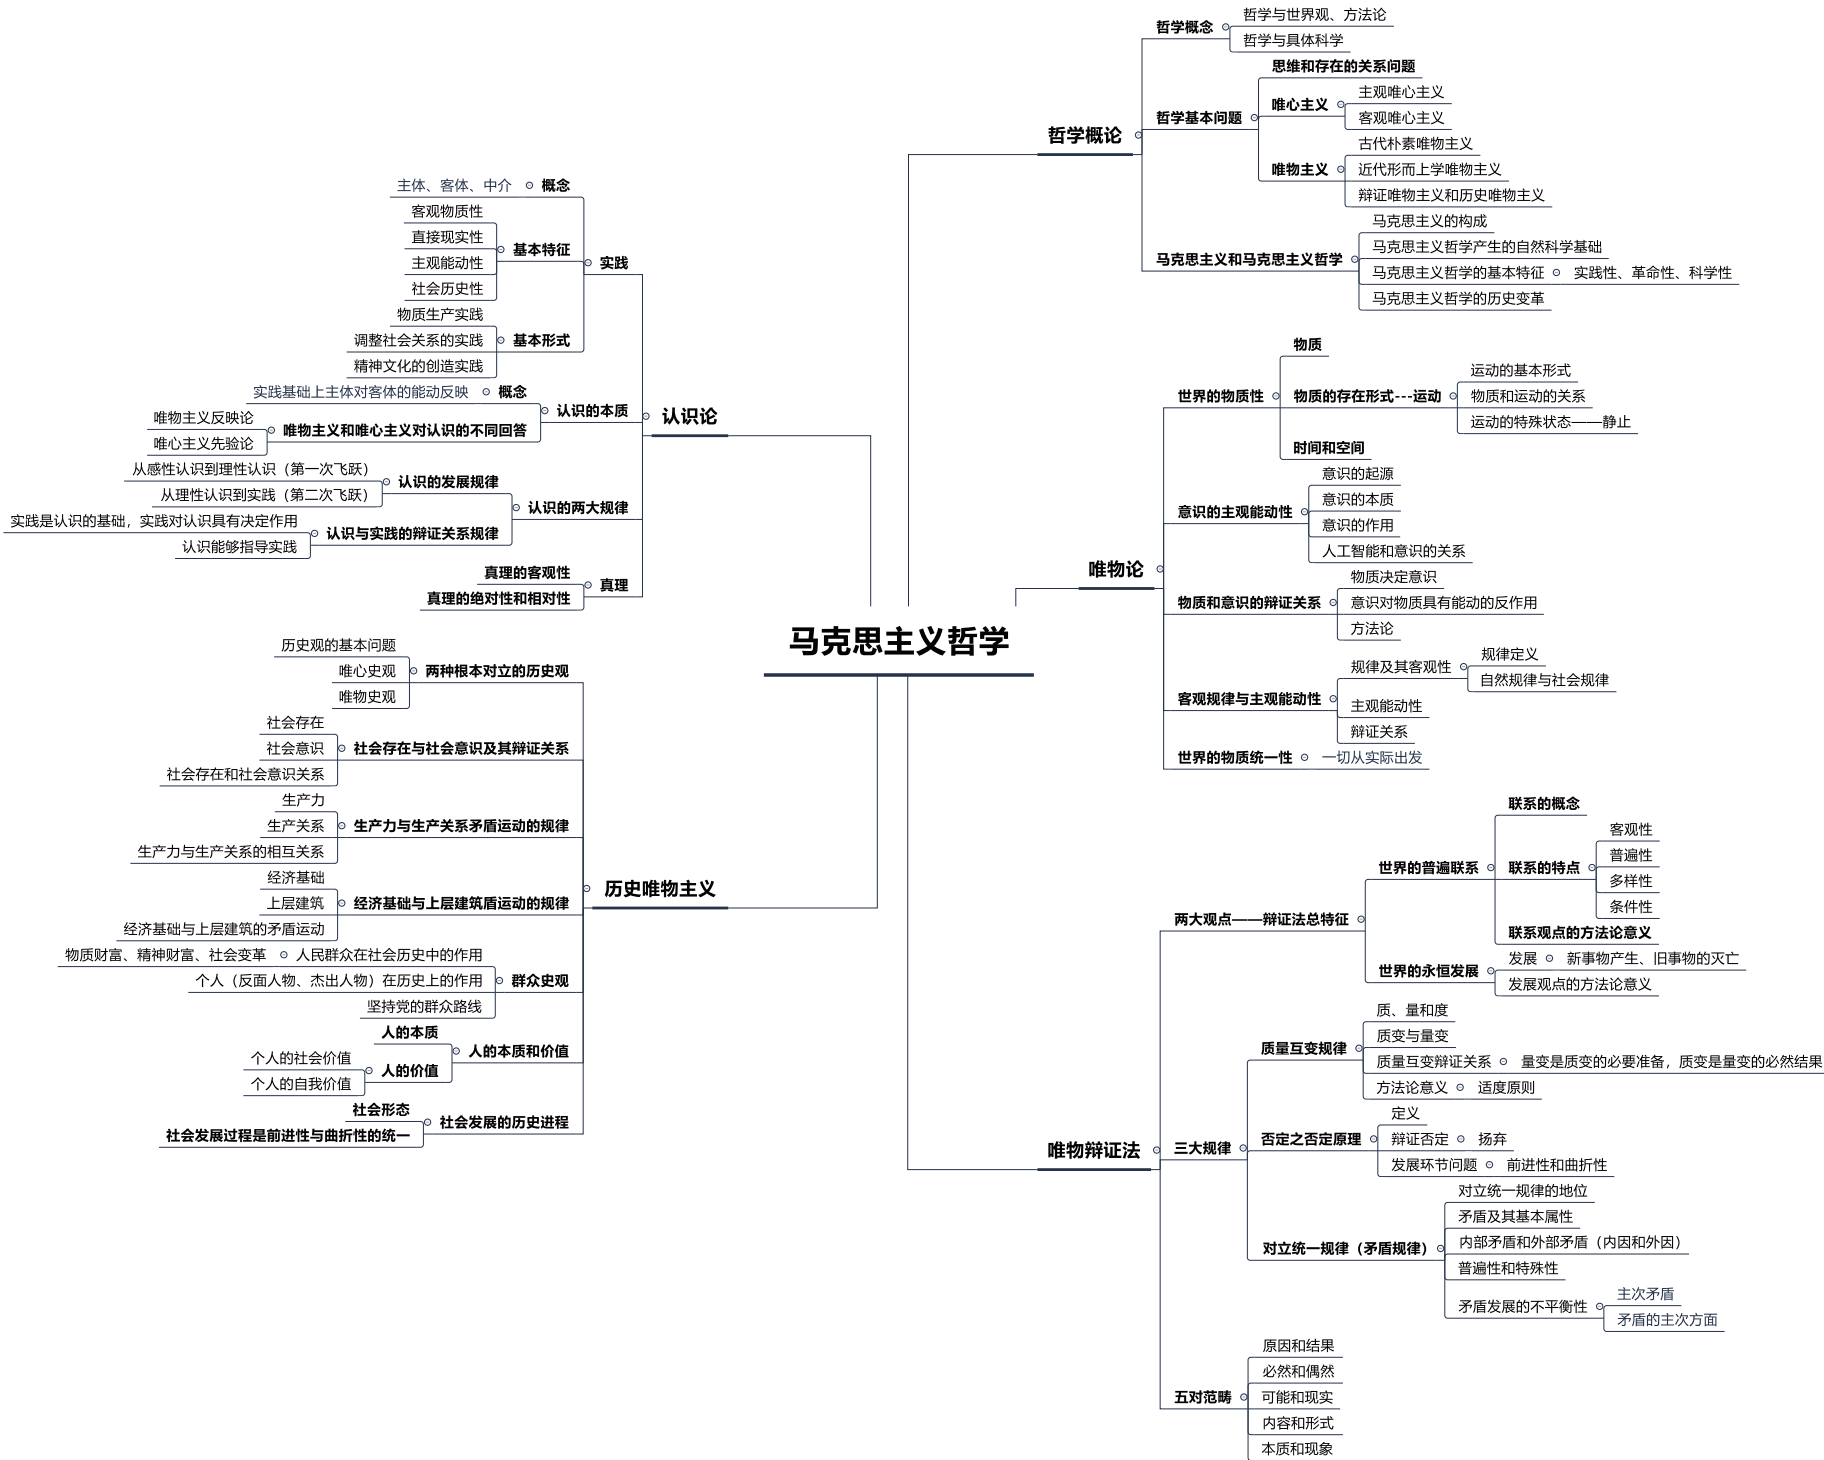 马克思主义哲学
哲学概论
哲学概念
哲学与世界观、方法论
哲学与具体科学
哲学基本问题
思维和存在的关系问题
唯心主义
主观唯心主义
客观唯心主义
唯物主义
古代朴素唯物主义
近代形而上学唯物主义
辩证唯物主义和历史唯物主义
马克思主义和马克思主义哲学
马克思主义的构成
马克思主义哲学产生的自然科学基础
马克思主义哲学的基本特征
实践性、革命性、科学性
马克思主义哲学的历史变革
唯物论
世界的物质性
物质
物质的存在形式---运动
运动的基本形式
物质和运动的关系
运动的特殊状态——静止
时间和空间
意识的主观能动性
意识的起源
意识的本质
意识的作用
人工智能和意识的关系
物质和意识的辩证关系
物质决定意识
意识对物质具有能动的反作用
方法论
客观规律与主观能动性
规律及其客观性
规律定义
自然规律与社会规律
主观能动性
辩证关系
世界的物质统一性
一切从实际出发
唯物辩证法
两大观点——辩证法总特征
世界的普遍联系
联系的概念
联系的特点
客观性
普遍性
多样性
条件性
联系观点的方法论意义
世界的永恒发展
发展
新事物产生、旧事物的灭亡
发展观点的方法论意义
三大规律
质量互变规律
质、量和度
质变与量变
质量互变辩证关系
量变是质变的必要准备，质变是量变的必然结果
方法论意义
适度原则
否定之否定原理
定义
辩证否定
扬弃
发展环节问题
前进性和曲折性
对立统一规律（矛盾规律）
对立统一规律的地位
矛盾及其基本属性
内部矛盾和外部矛盾（内因和外因）
普遍性和特殊性
矛盾发展的不平衡性
主次矛盾
矛盾的主次方面
五对范畴
原因和结果
必然和偶然
可能和现实
内容和形式
本质和现象
认识论
实践
概念
主体、客体、中介
基本特征
客观物质性
直接现实性
主观能动性
社会历史性
基本形式
物质生产实践
调整社会关系的实践
精神文化的创造实践
认识的本质
概念
实践基础上主体对客体的能动反映
唯物主义和唯心主义对认识的不同回答
唯物主义反映论
唯心主义先验论
认识的两大规律
认识的发展规律
从感性认识到理性认识（第一次飞跃）
从理性认识到实践（第二次飞跃）
认识与实践的辩证关系规律
实践是认识的基础，实践对认识具有决定作用
认识能够指导实践
真理
真理的客观性
真理的绝对性和相对性
历史唯物主义
两种根本对立的历史观
历史观的基本问题
唯心史观
唯物史观
社会存在与社会意识及其辩证关系
社会存在
社会意识
社会存在和社会意识关系
生产力与生产关系矛盾运动的规律
生产力
生产关系
生产力与生产关系的相互关系
经济基础与上层建筑盾运动的规律
经济基础
上层建筑
经济基础与上层建筑的矛盾运动
群众史观
人民群众在社会历史中的作用
物质财富、精神财富、社会变革
个人（反面人物、杰出人物）在历史上的作用
坚持党的群众路线
人的本质和价值
人的本质
人的价值
个人的社会价值
个人的自我价值
社会发展的历史进程
社会形态
社会发展过程是前进性与曲折性的统一